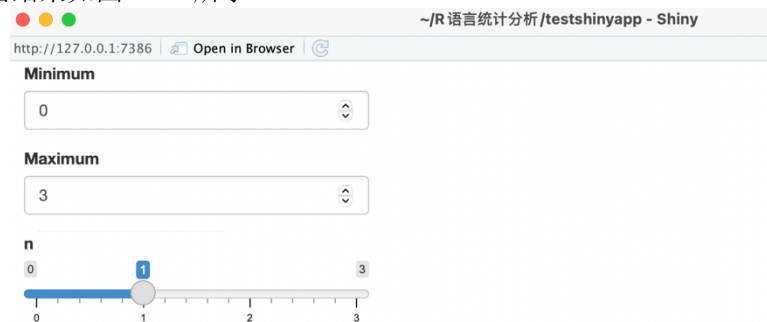 ~/R 语言统计分析/testshinyapp - Shiny
http://127.0.0.1:7386 Open in Browser
Minimum
0
Maximum
3
n
0 1 3
0 1 2 3